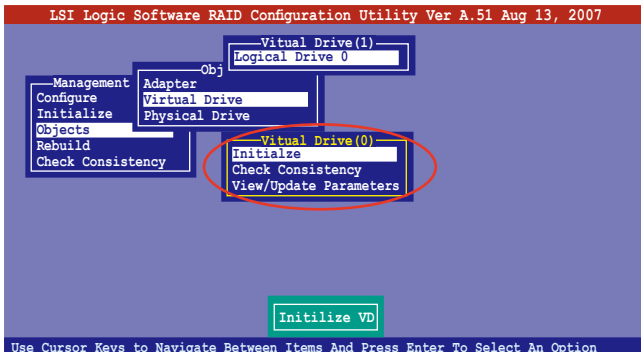 LSI Logic Software RAID Configuration Utility Ver A.51 Aug 13, 2007
Vitual Drive(1)
Logical Drive 0
Obj
Adapter
Virtual Drive
Physical Drive
Management
Configure
Initialize
Objects
Rebuild
Check Consistency
Vitual Drive(0)
Initialze
Check Consistency
View/Update Parameters
Initilize VD
Use Cursor Keys to Navigate Between Items And Press Enter To Select An Option